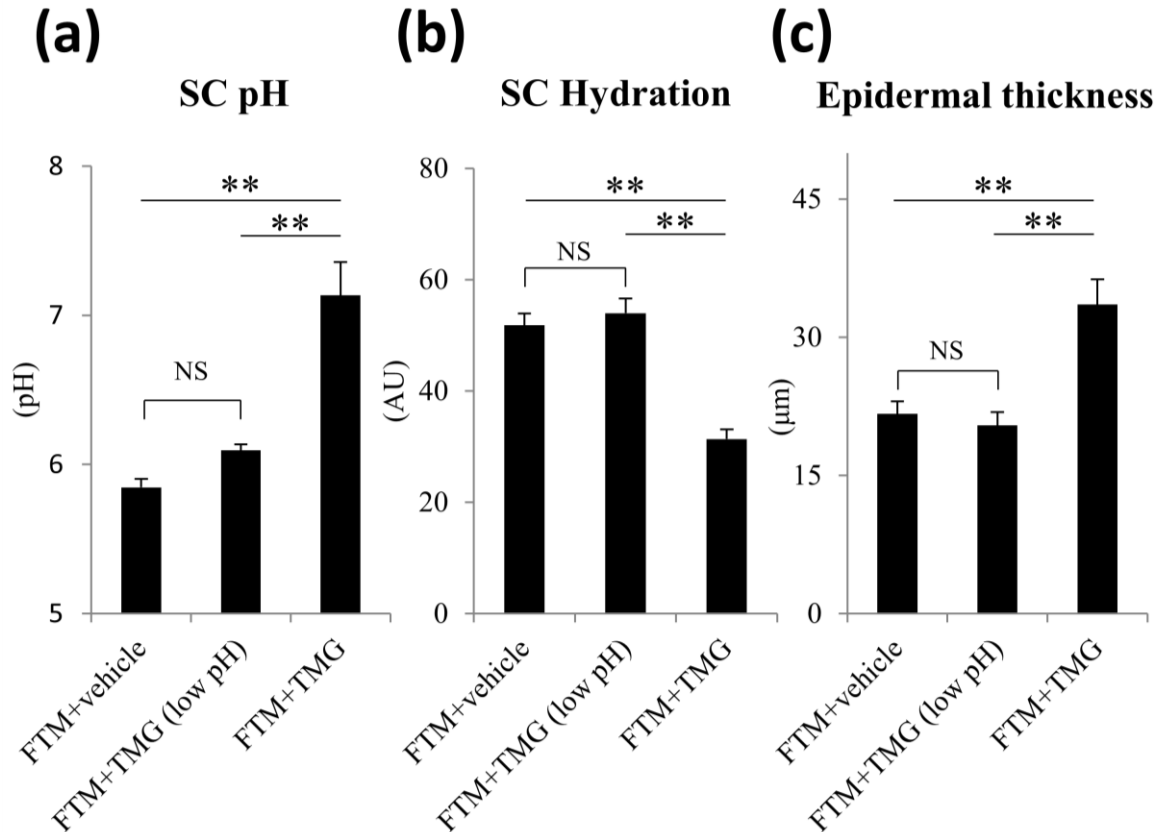 (a)
SC pH
8
7
6
5
(pH)
**
**
NS
FTM+vehicle
FTM+TMG (low pH)
FTM+TMG
(b)
SC Hydration
80
60
40
20
0
(AU)
**
**
NS
FTM+vehicle
FTM+TMG (low pH)
FTM+TMG
(c)
Epidermal thickness
45
30
15
0
(μm)
**
**
NS
FTM+vehicle
FTM+TMG (low pH)
FTM+TMG